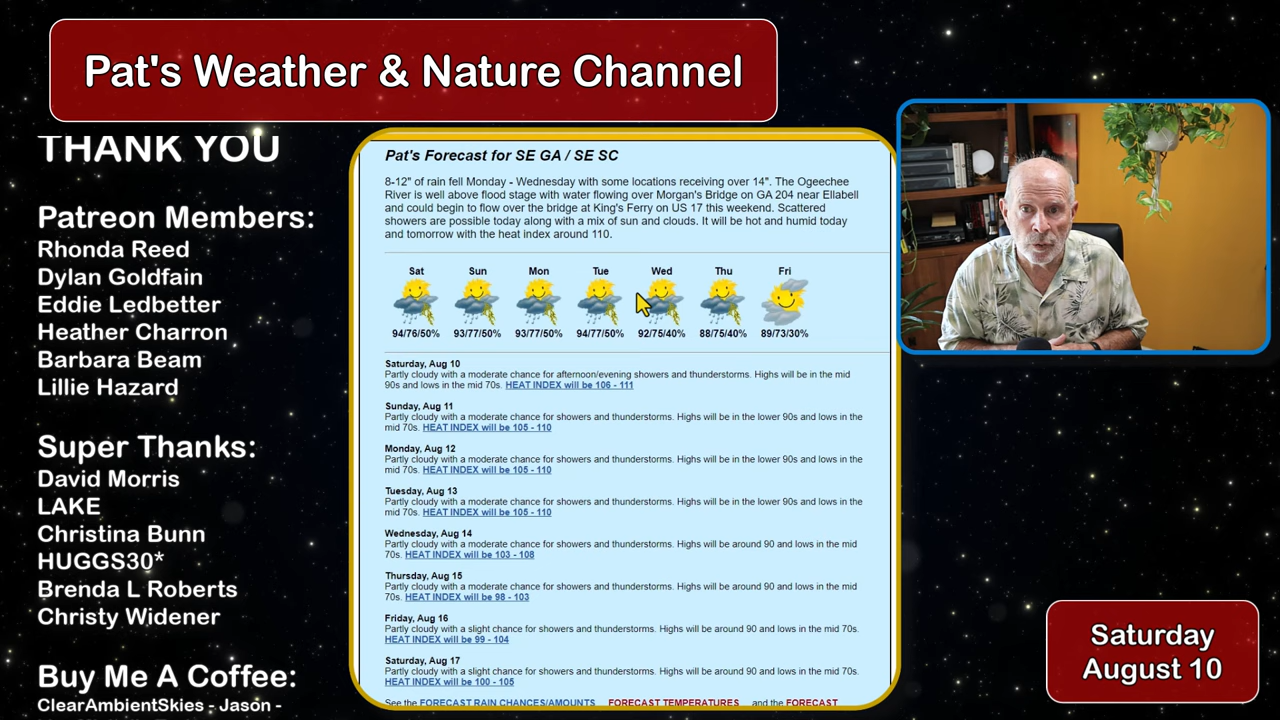 Pat's Weather & Nature Channel
THANK YOU
Patreon Members:
Rhonda Reed
Dylan Goldfain
Eddie Ledbetter
Heather Charron
Barbara Beam
Lillie Hazard
Super Thanks:
David Morris
LAKE
Christina Bunn
HUGGS30*
Brenda L Roberts
Christy Widener
Buy Me A Coffee:
ClearAmbientSkies - Jason -
Pat's Forecast for SE GA / SE SC
8-12" of rain fell Monday - Wednesday with some locations receiving over 14". The Ogeechee
River is well above flood stage with water flowing over Morgan's Bridge on GA 204 near Ellabell
and could begin to flow over the bridge at King's Ferry on US 17 this weekend. Scattered
showers are possible today along with a mix of sun and clouds. It will be hot and humid today
and tomorrow with the heat index around 110.
Sat Sun Mon Tue Wed Thu Fri
94/76/50% 93/77/50% 93/77/50% 94/77/50% 92/75/40% 88/75/40% 89/73/30%
Saturday, Aug 10
Partly cloudy with a moderate chance for afternoon/evening showers and thunderstorms. Highs will be in the mid
90s and lows in the mid 70s. HEAT INDEX will be 106 - 111
Sunday, Aug 11
Partly cloudy with a moderate chance for showers and thunderstorms. Highs will be in the lower 90s and lows in the
mid 70s. HEAT INDEX will be 105 - 110
Monday, Aug 12
Partly cloudy with a moderate chance for showers and thunderstorms. Highs will be in the lower 90s and lows in the
mid 70s. HEAT INDEX will be 105 - 110
Tuesday, Aug 13
Partly cloudy with a moderate chance for showers and thunderstorms. Highs will be in the lower 90s and lows in the
mid 70s. HEAT INDEX will be 105 - 110
Wednesday, Aug 14
Partly cloudy with a moderate chance for showers and thunderstorms. Highs will be around 90 and lows in the mid
70s. HEAT INDEX will be 103 - 108
Thursday, Aug 15
Partly cloudy with a moderate chance for showers and thunderstorms. Highs will be around 90 and lows in the mid
70s. HEAT INDEX will be 98 - 103
Friday, Aug 16
Partly cloudy with a slight chance for showers and thunderstorms. Highs will be around 90 and lows in the mid 70s.
HEAT INDEX will be 99 - 104
Saturday, Aug 17
Partly cloudy with a slight chance for showers and thunderstorms. Highs will be around 90 and lows in the mid 70s.
HEAT INDEX will be 100 - 105
See the FORECAST RAIN CHANCES/AMOUNTS FORECAST TEMPERATURES and the FORECAST
Saturday
August 10